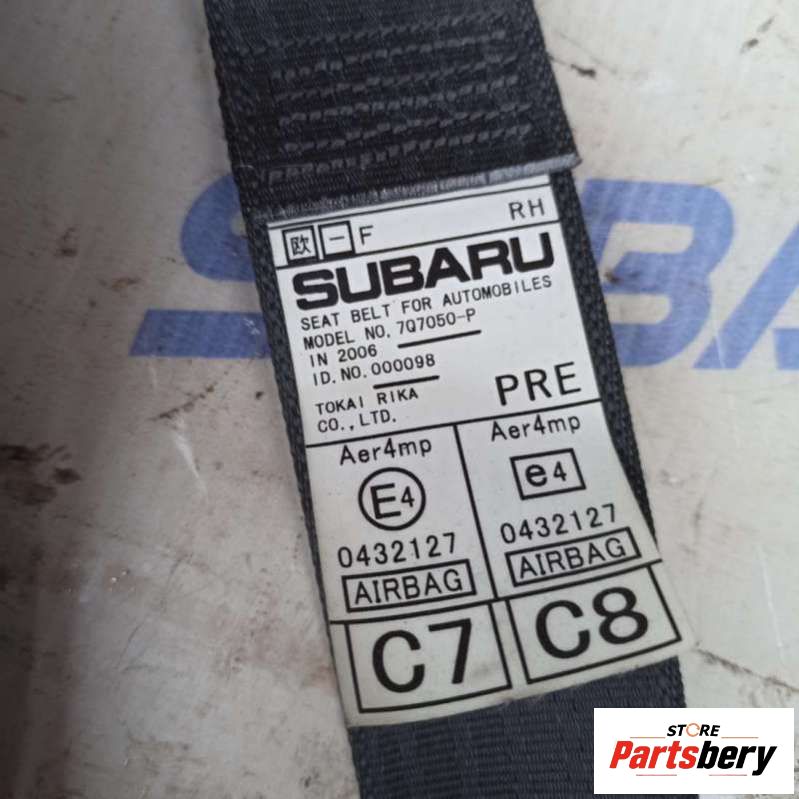 欧 一 F RH
SUBARU
SEAT BELT FOR AUTOMOBILES
MODEL NO. 7Q7050-P
IN 2006
ID.NO. 000098
TOKAI RIKA
CO., LTD.
PRE
Aer4mp
E4
0432127
AIRBAG
C7
Aer4mp
e4
0432127
AIRBAG
C8
SUBA
STORE
Partsbery